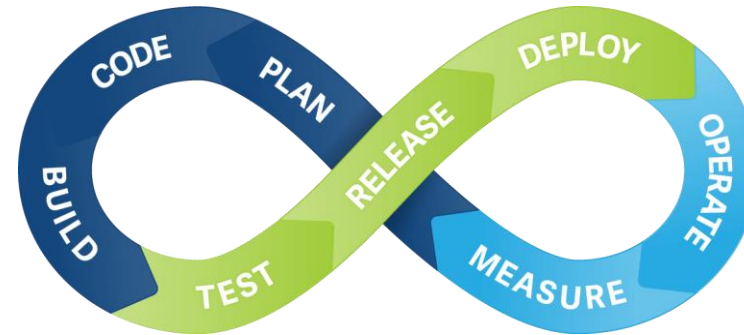 CODE
PLAN
DEPLOY
RELEASE
OPERATE
BUILD
TEST
MEASURE